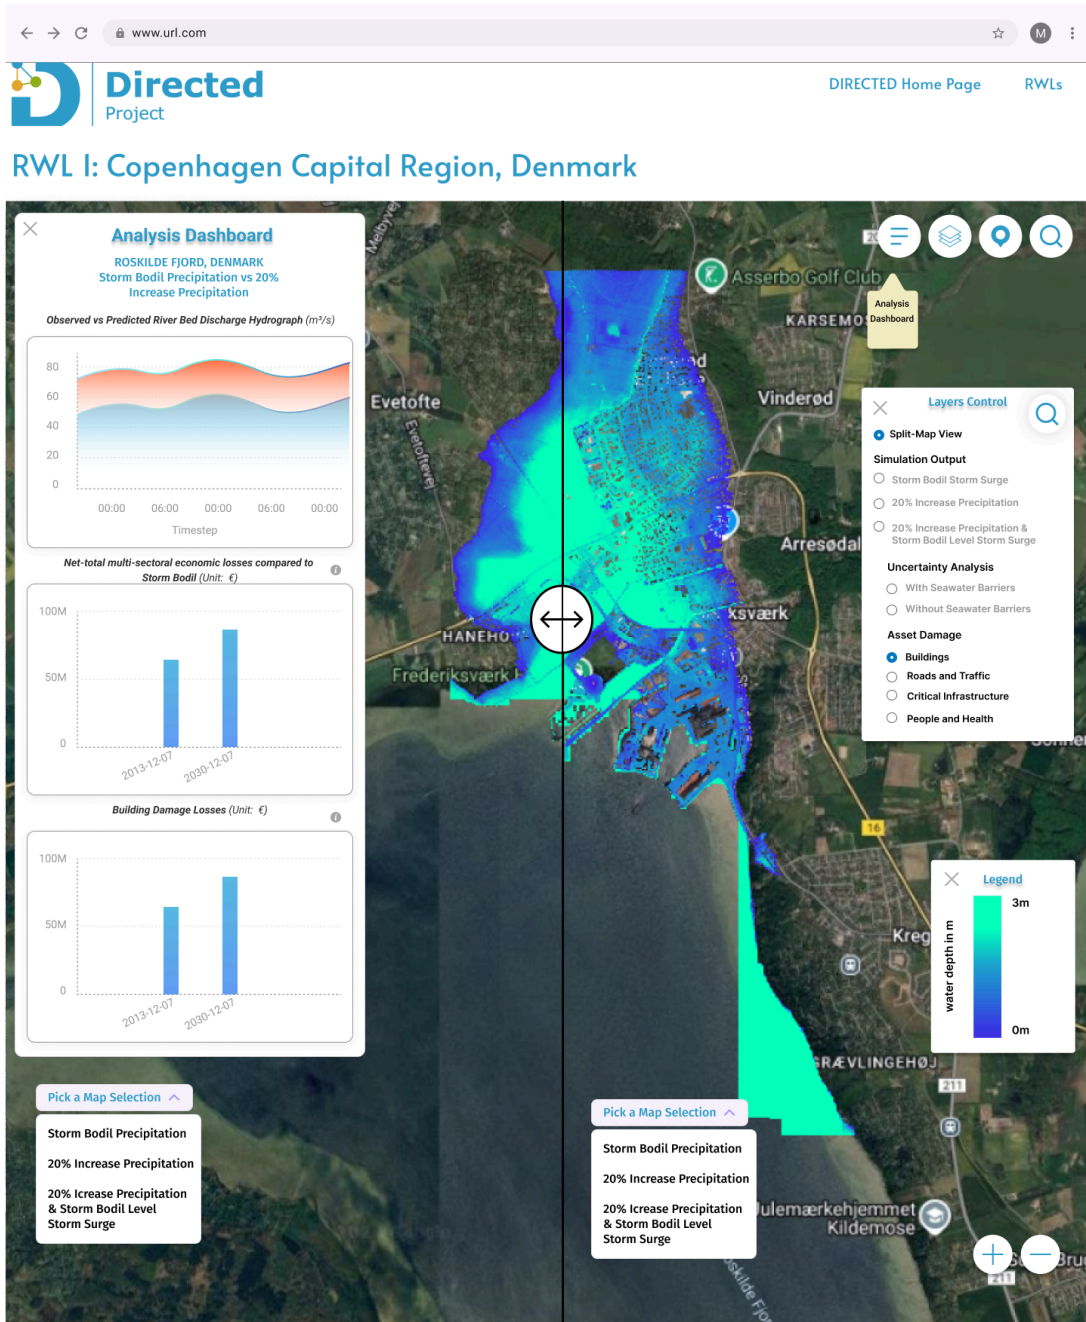 www.url.com
M
Directed
Project
DIRECTED Home Page
RWLs
RWL I: Copenhagen Capital Region, Denmark
Analysis Dashboard
ROSKILDE FJORD, DENMARK
Storm Bodil Precipitation vs 20%
Increase Precipitation
Observed vs Predicted River Bed Discharge Hydrograph (m³/s)
80
60
40
20
0
00:00 06:00 00:00 06:00 00:00
Timestep
Net-total multi-sectoral economic losses compared to
Storm Bodil (Unit: €)
100M
50M
0
2013-12-07
2030-12-07
Building Damage Losses (Unit: €)
100M
50M
0
2013-12-07
2030-12-07
Pick a Map Selection
Storm Bodil Precipitation
20% Increase Precipitation
20% Icrease Precipitation
& Storm Bodil Level
Storm Surge
Melbyvej
Asserbo Golf Club
KARSEMOS
Analysis
Dashboard
Evetofte
Evetoftevej
Vinderød
Arresødal
ksværk
HANEHO
Frederiksværk
Layers Control
Split-Map View
Simulation Output
Storm Bodil Storm Surge
20% Increase Precipitation
20% Increase Precipitation &
Storm Bodil Level Storm Surge
Uncertainty Analysis
WIth Seawater Barriers
Without Seawater Barriers
Asset Damage
Buildings
Roads and Traffic
Critical Infrastructure
People and Health
16
Legend
3m
water depth in m
0m
Kreg
GRÆVLINGEHØJ
211
Pick a Map Selection
Storm Bodil Precipitation
20% Increase Precipitation
20% Icrease Precipitation
& Storm Bodil Level
Storm Surge
Julemærkehjemmet
Kildemose
oskilde Fjo
Bru
211